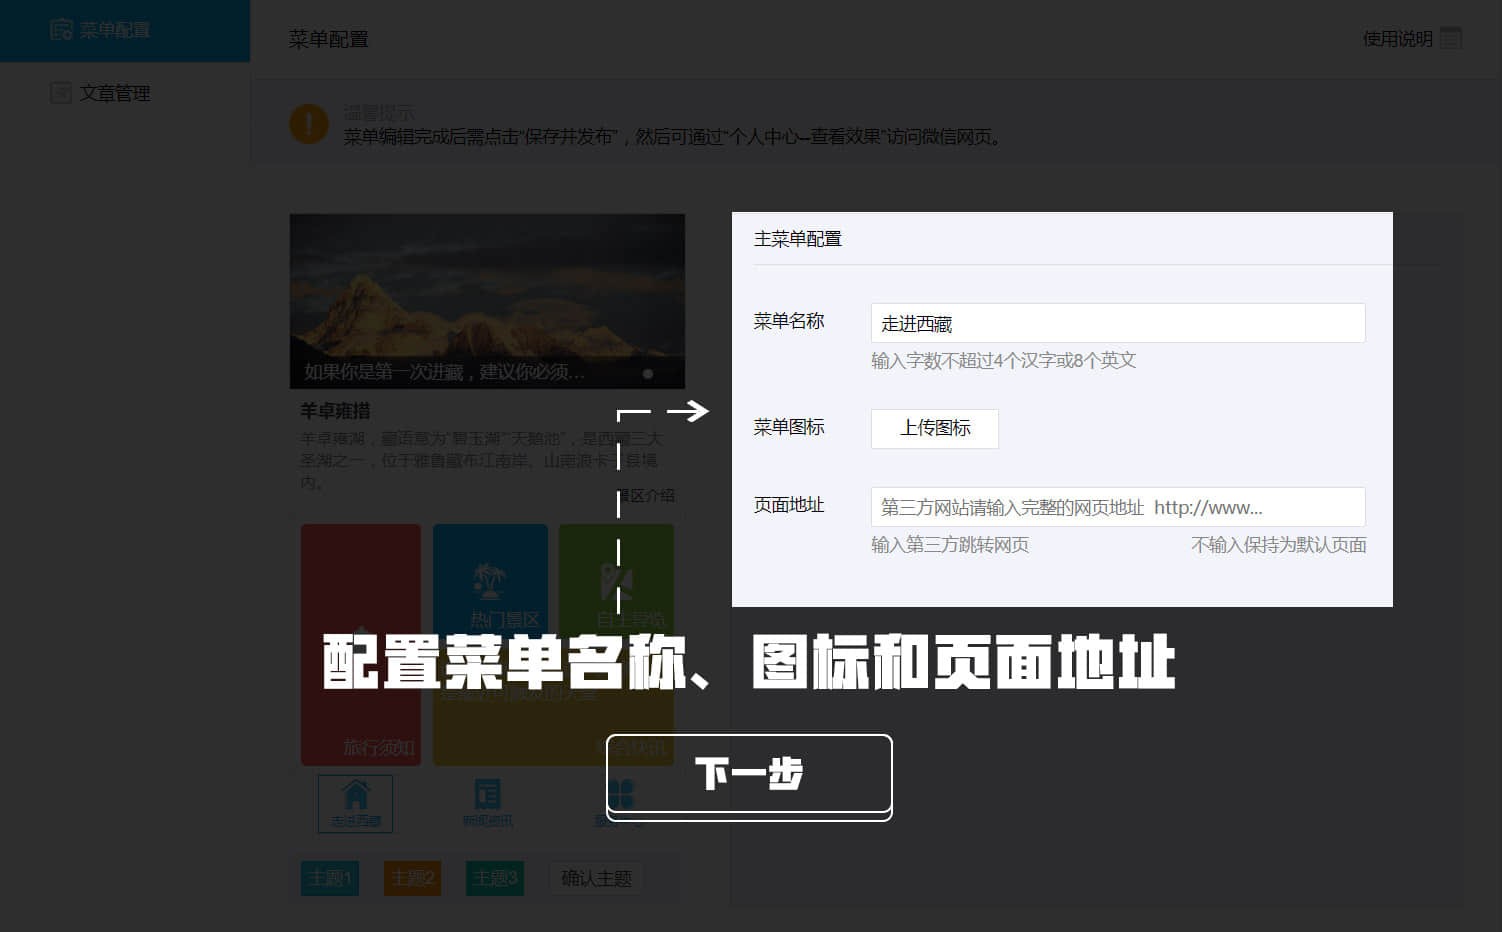 菜单配置
文章管理
菜单配置
使用说明
温馨提示
菜单编辑完成后需点击“保存并发布”，然后可通过“个人中心—查看效果”访问微信网页。
如果你是第一次进藏，建议你必须...
羊卓雍措
羊卓雍湖，藏语意为“碧玉湖”“天鹅池”，是西藏三大
圣湖之一，位于雅鲁藏布江南岸、山南浪卡子县境
内。
景区介绍
热门景区
自主导览
旅行须知
综合快讯
走进西藏
新闻资讯
主题1
主题2
主题3
确认主题
主菜单配置
菜单名称
走进西藏
输入字数不超过4个汉字或8个英文
菜单图标
上传图标
页面地址
第三方网站请输入完整的网页地址 http://www...
输入第三方跳转网页
不输入保持为默认页面
配置菜单名称、图标和页面地址
下一步